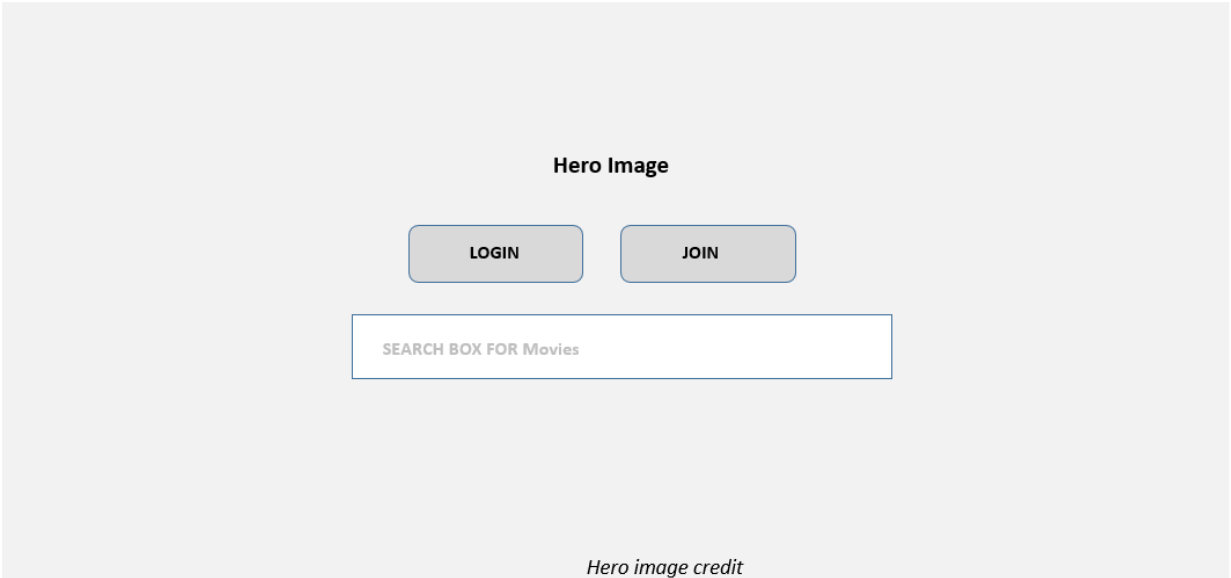 Hero Image
LOGIN JOIN
SEARCH BOX FOR Movies
Hero image credit